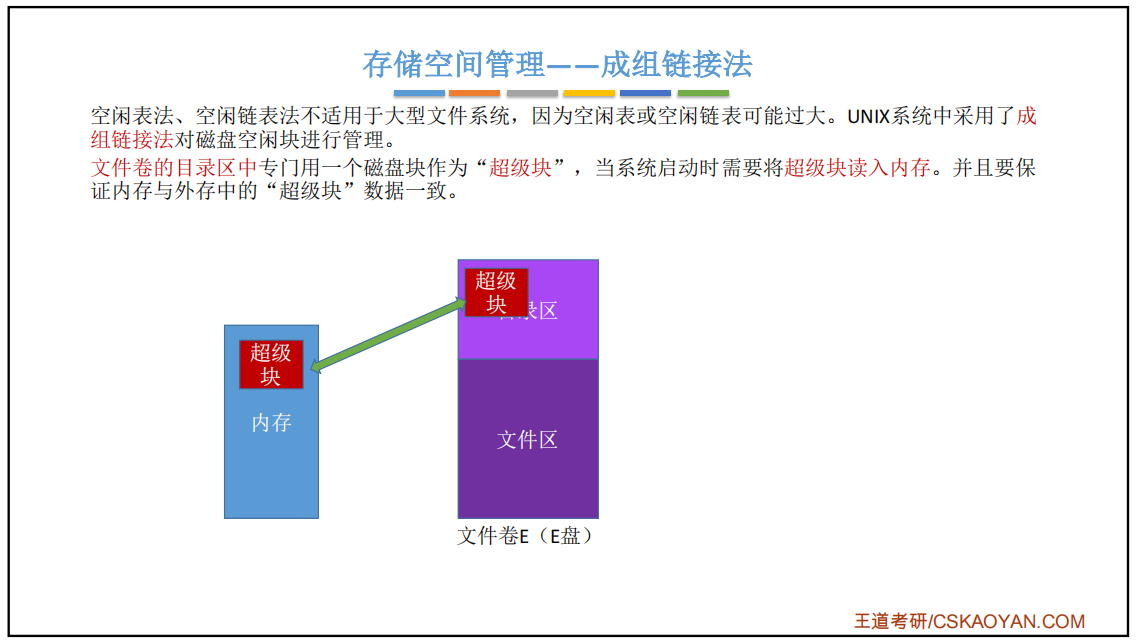 存储空间管理——成组链接法
空闲表法、空闲链表法不适用于大型文件系统，因为空闲表或空闲链表可能过大。UNIX系统中采用了成
组链接法对磁盘空闲块进行管理。
文件卷的目录区中专门用一个磁盘块作为“超级块”，当系统启动时需要将超级块读入内存。并且要保
证内存与外存中的“超级块”数据一致。
超级
块
录区
超级
块
内存
文件区
文件卷E（E盘）
王道考研/CSKAOYAN.COM